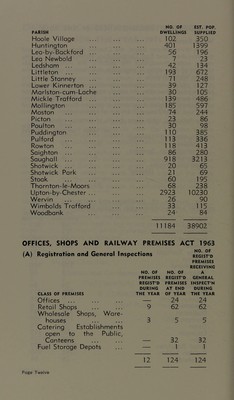 NO. OF EST. POP.
PARISH DWELLINGS SUPPLIED
Hoole Village ... ... ... 102 350
Huntington ... ... ... 401 1399
Lea-by-Backford ... ... ... 56 196
Lea Newbold ... ... ... 7 23
Ledsham ... ... ... 42 134
Littleton ... ... ... 193 672
Little Stanney ... ... ... 71 248
Lower Kinnerton ... ... ... 39 127
Marlston-cum-Lache ... ... ... 30 105
Mickle Trafford ... ... ... 139 486
Mollington ... ... ... 185 597
Moston ... ... ... 74 244
Picton ... ... ... 23 86
Poulton ... ... ... 30 98
Puddington ... ... ... 110 385
Pulford ... ... ... 113 336
Rowton ... ... ... 118 413
Saighton ... ... ... 86 280
Saughall ... ... ... 918 3213
Shotwick ... ... ... 20 65
Shotwick Park ... ... ... 21 69
Stoak ... ... ... 60 195
Thornton-le-Moors ... ... ... 68 238
Upton-by-Chester ... ... ... 2923 10230
Wervin ... ... ... 26 90
Wimbolds Trafford ... ... ... 33 115
Woodbank ... ... ... 24 84
11184 38902
OFFICES, SHOPS AND RAILWAY PREMISES ACT 1963
(A) Registration and General Inspections
NO. OF
REGIST'D
PREMISES
RECEIVING
NO. OF NO. OF A
PREMISES REGIST'D GENERAL
REGIST'D PREMISES INSPECT'N
DURING AT END DURING
CLASS OF PREMISES THE YEAR OF YEAR THE YEAR
Offices ... ... ... — 24 24
Retail Shops ... ... 9 62 62
Wholesale Shops, Ware-
houses ... ... 3 5 5
Catering Establishments
open to the Public,
Canteens ... ... — 32 32
Fuel Storage Depots ... — 1 1
12 124 124
Page Twelve